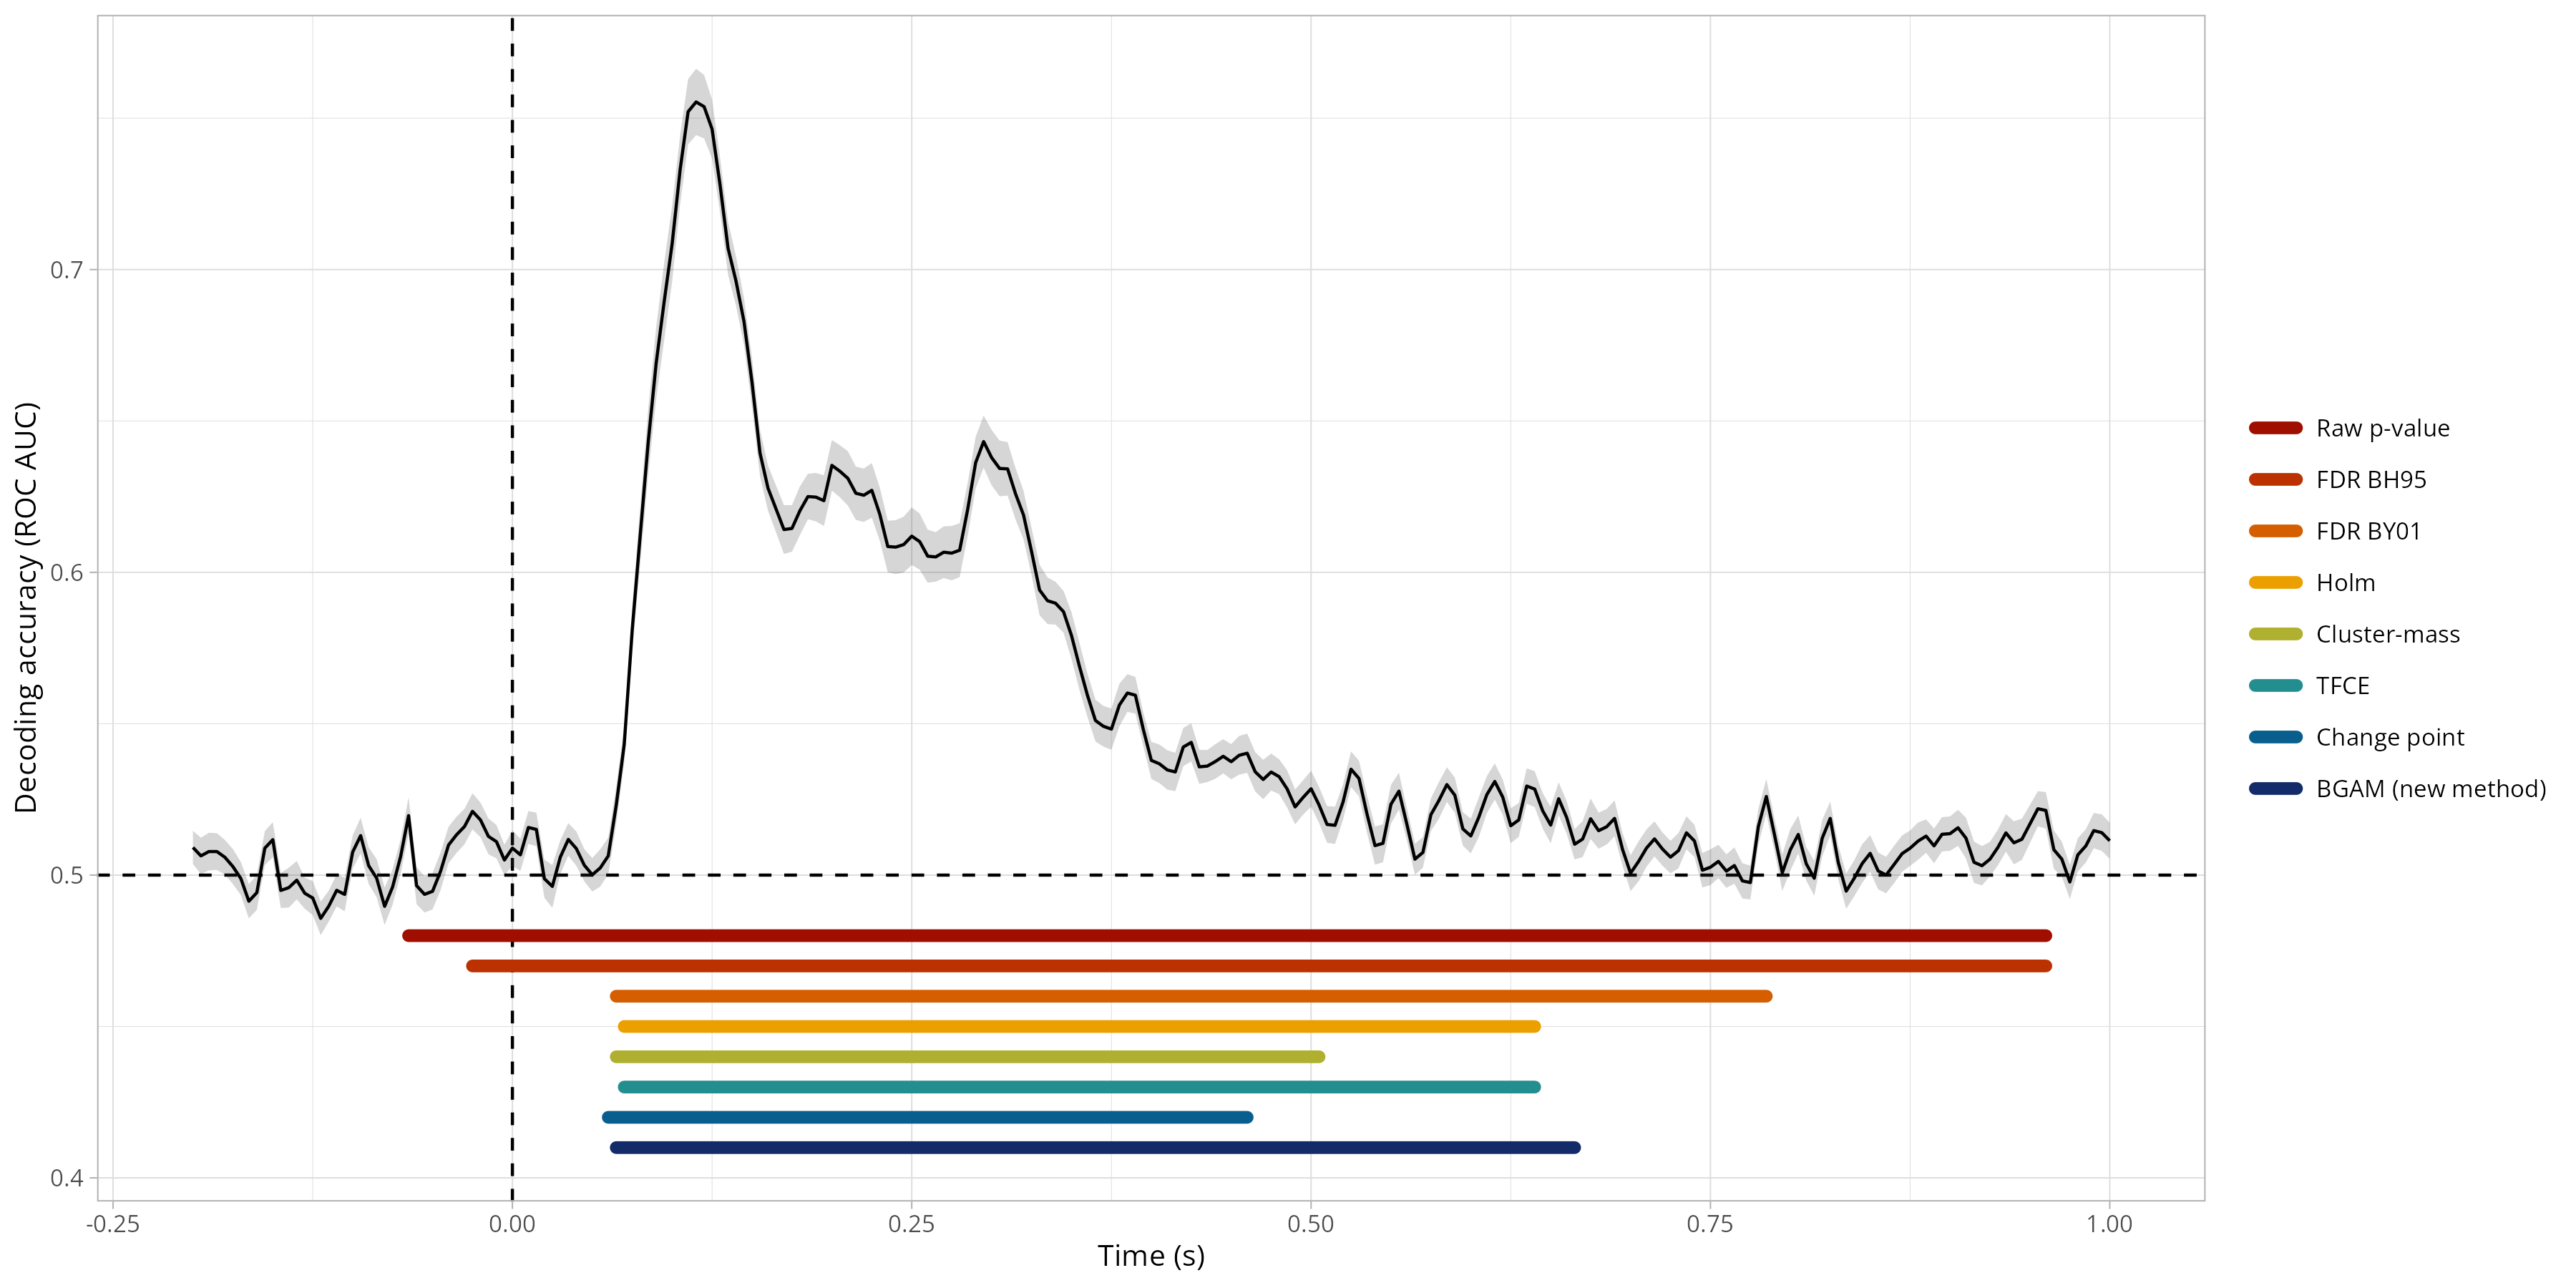 Decoding accuracy (ROC AUC)
0.7
0.6
0.5
0.4
-0.25
0.00
0.25
0.50
0.75
1.00
Time (s)
Raw p-value
FDR BH95
FDR BY01
Holm
Cluster-mass
TFCE
Change point
BGAM (new method)